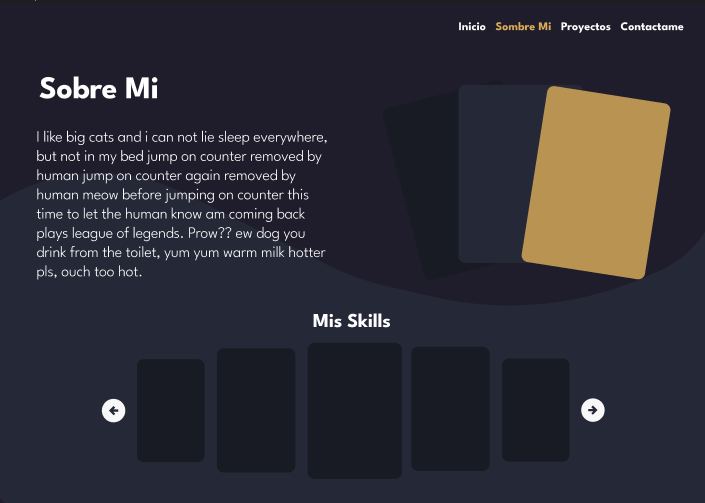 Inicio Sombre Mi Proyectos Contactame
Sobre Mi
I like big cats and i can not lie sleep everywhere,
but not in my bed jump on counter removed by
human jump on counter again removed by
human meow before jumping on counter this
time to let the human know am coming back
plays league of legends. Prow?? ew dog you
drink from the toilet, yum yum warm milk hotter
pls, ouch too hot.
Mis Skills